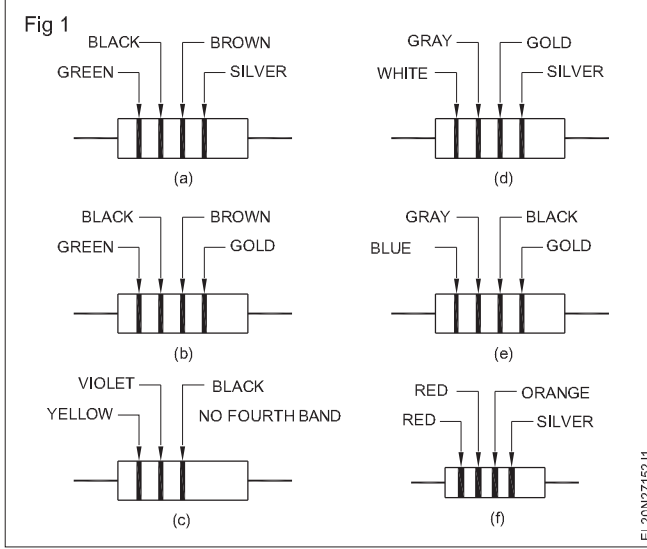 Fig 1
BLACK BROWN
GREEN SILVER
(a)
GRAY GOLD
WHITE SILVER
(d)
BLACK BROWN
GREEN GOLD
(b)
GRAY BLACK
BLUE GOLD
(e)
VIOLET BLACK
YELLOW NO FOURTH BAND
(c)
RED ORANGE
RED SILVER
(f)
EL20N2715J1